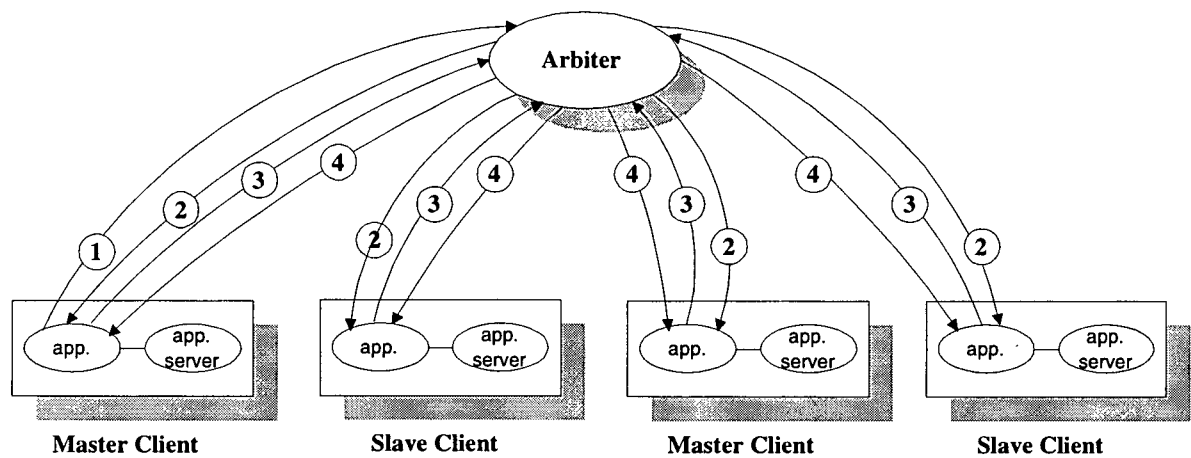 Arbiter
4
4
4
4
3
3
3
3
2
2
2
2
1
app.
app.
server
app.
app.
server
app.
app.
server
app.
app.
server
Master Client
Slave Client
Master Client
Slave Client